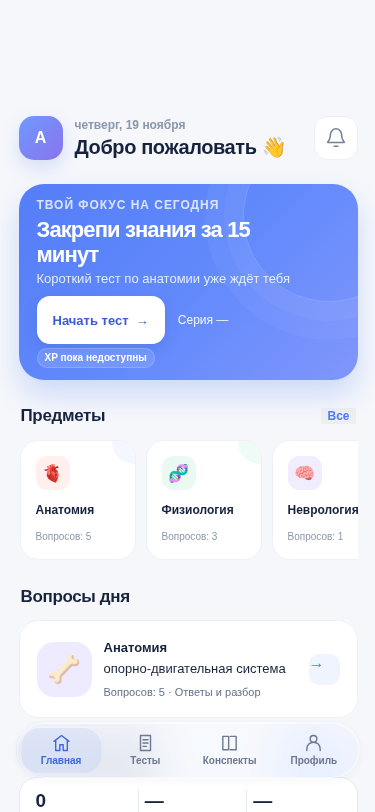 А
четверг, 19 ноября
Добро пожаловать 👋
ТВОЙ ФОКУС НА СЕГОДНЯ
Закрепи знания за 15
минут
Короткий тест по анатомии уже ждёт тебя
Начать тест →
Серия —
XP пока недоступны
Предметы
Все
Анатомия
Вопросов: 5
Физиология
Вопросов: 3
Неврология
Вопросов: 1
Вопросы дня
Анатомия
опорно-двигательная система
Вопросов: 5 · Ответы и разбор
→
Главная
Тесты
Конспекты
Профиль
0
—
—